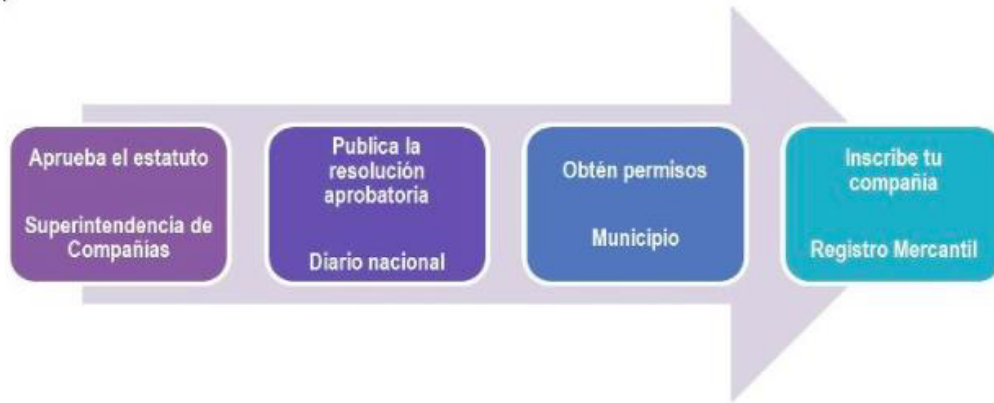 Aprueba el estatuto
Superintendencia de
Compañías
Publica la
resolución
aprobatoria
Diario nacional
Obtén permisos
Municipio
Inscribe tu
compañía
Registro Mercantil